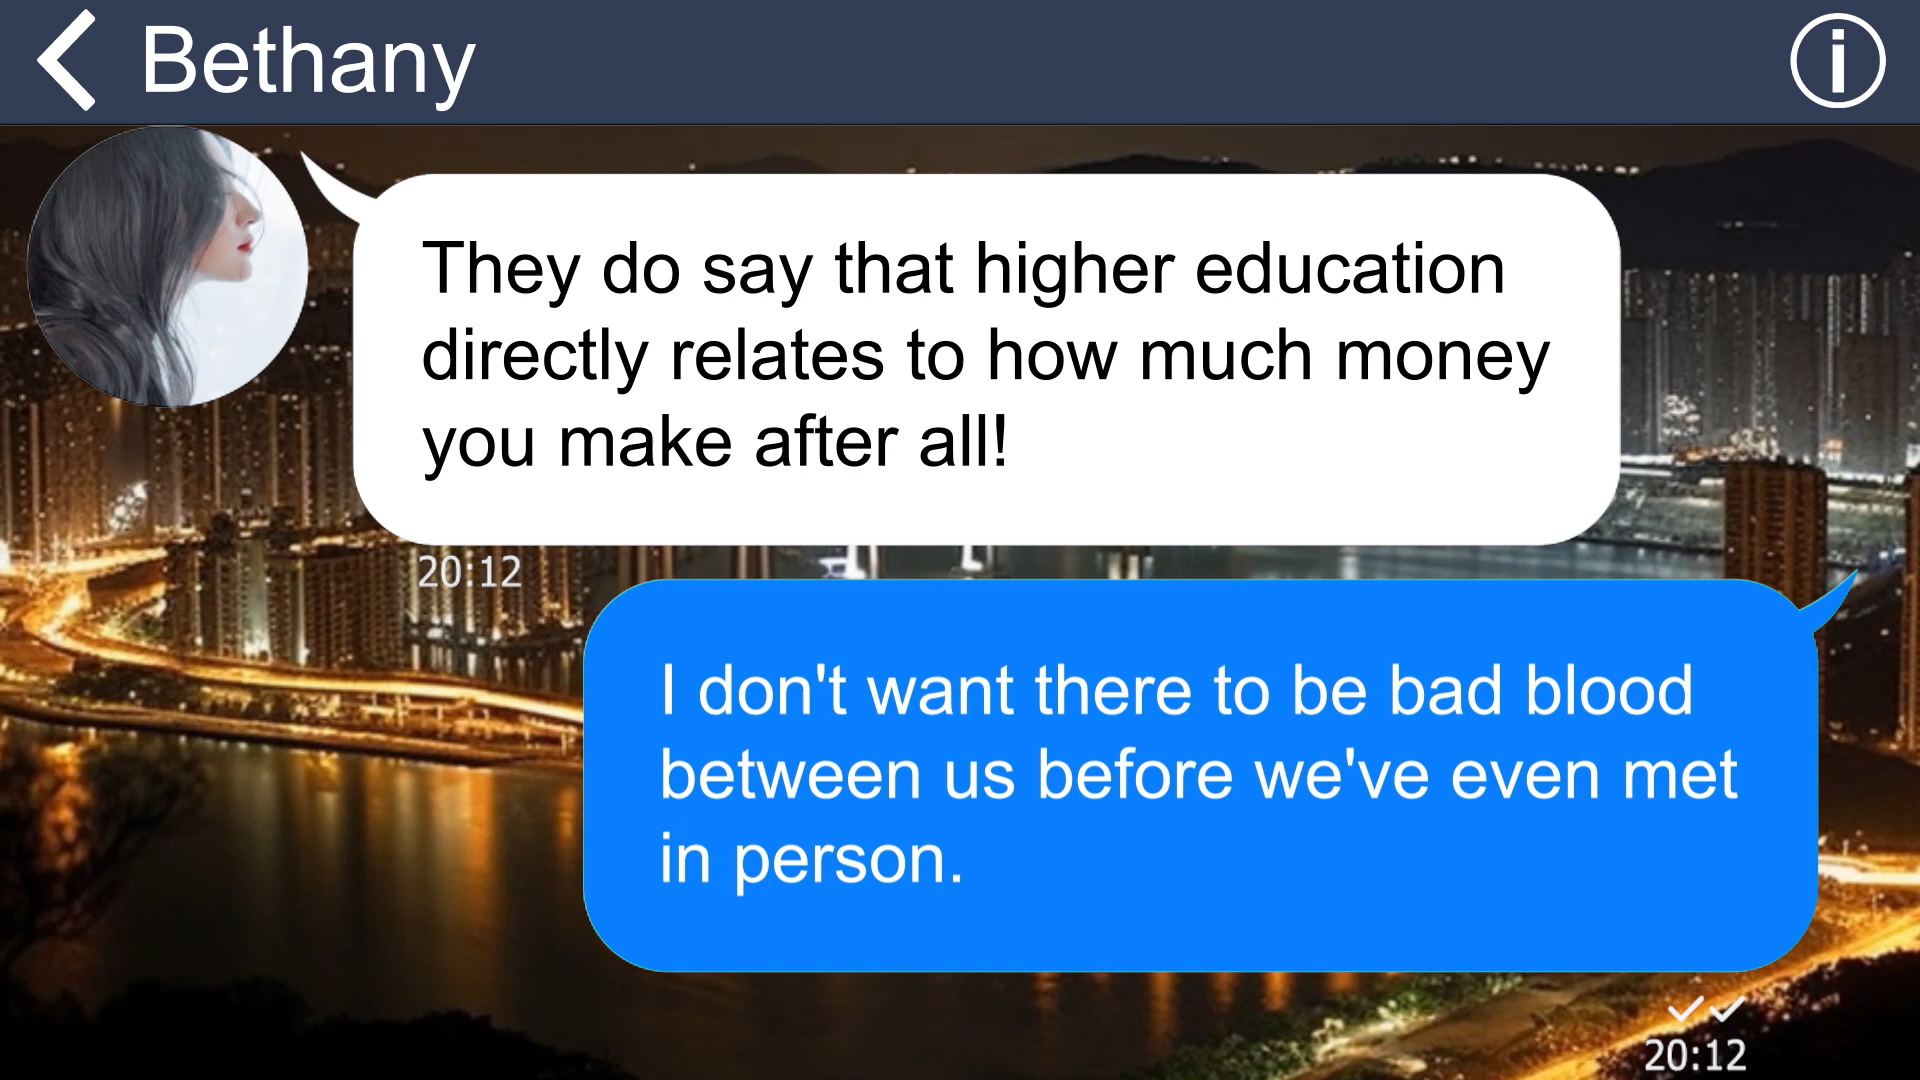 Bethany
They do say that higher education
directly relates to how much money
you make after all!
20:12
I don't want there to be bad blood
between us before we've even met
in person.
20:12